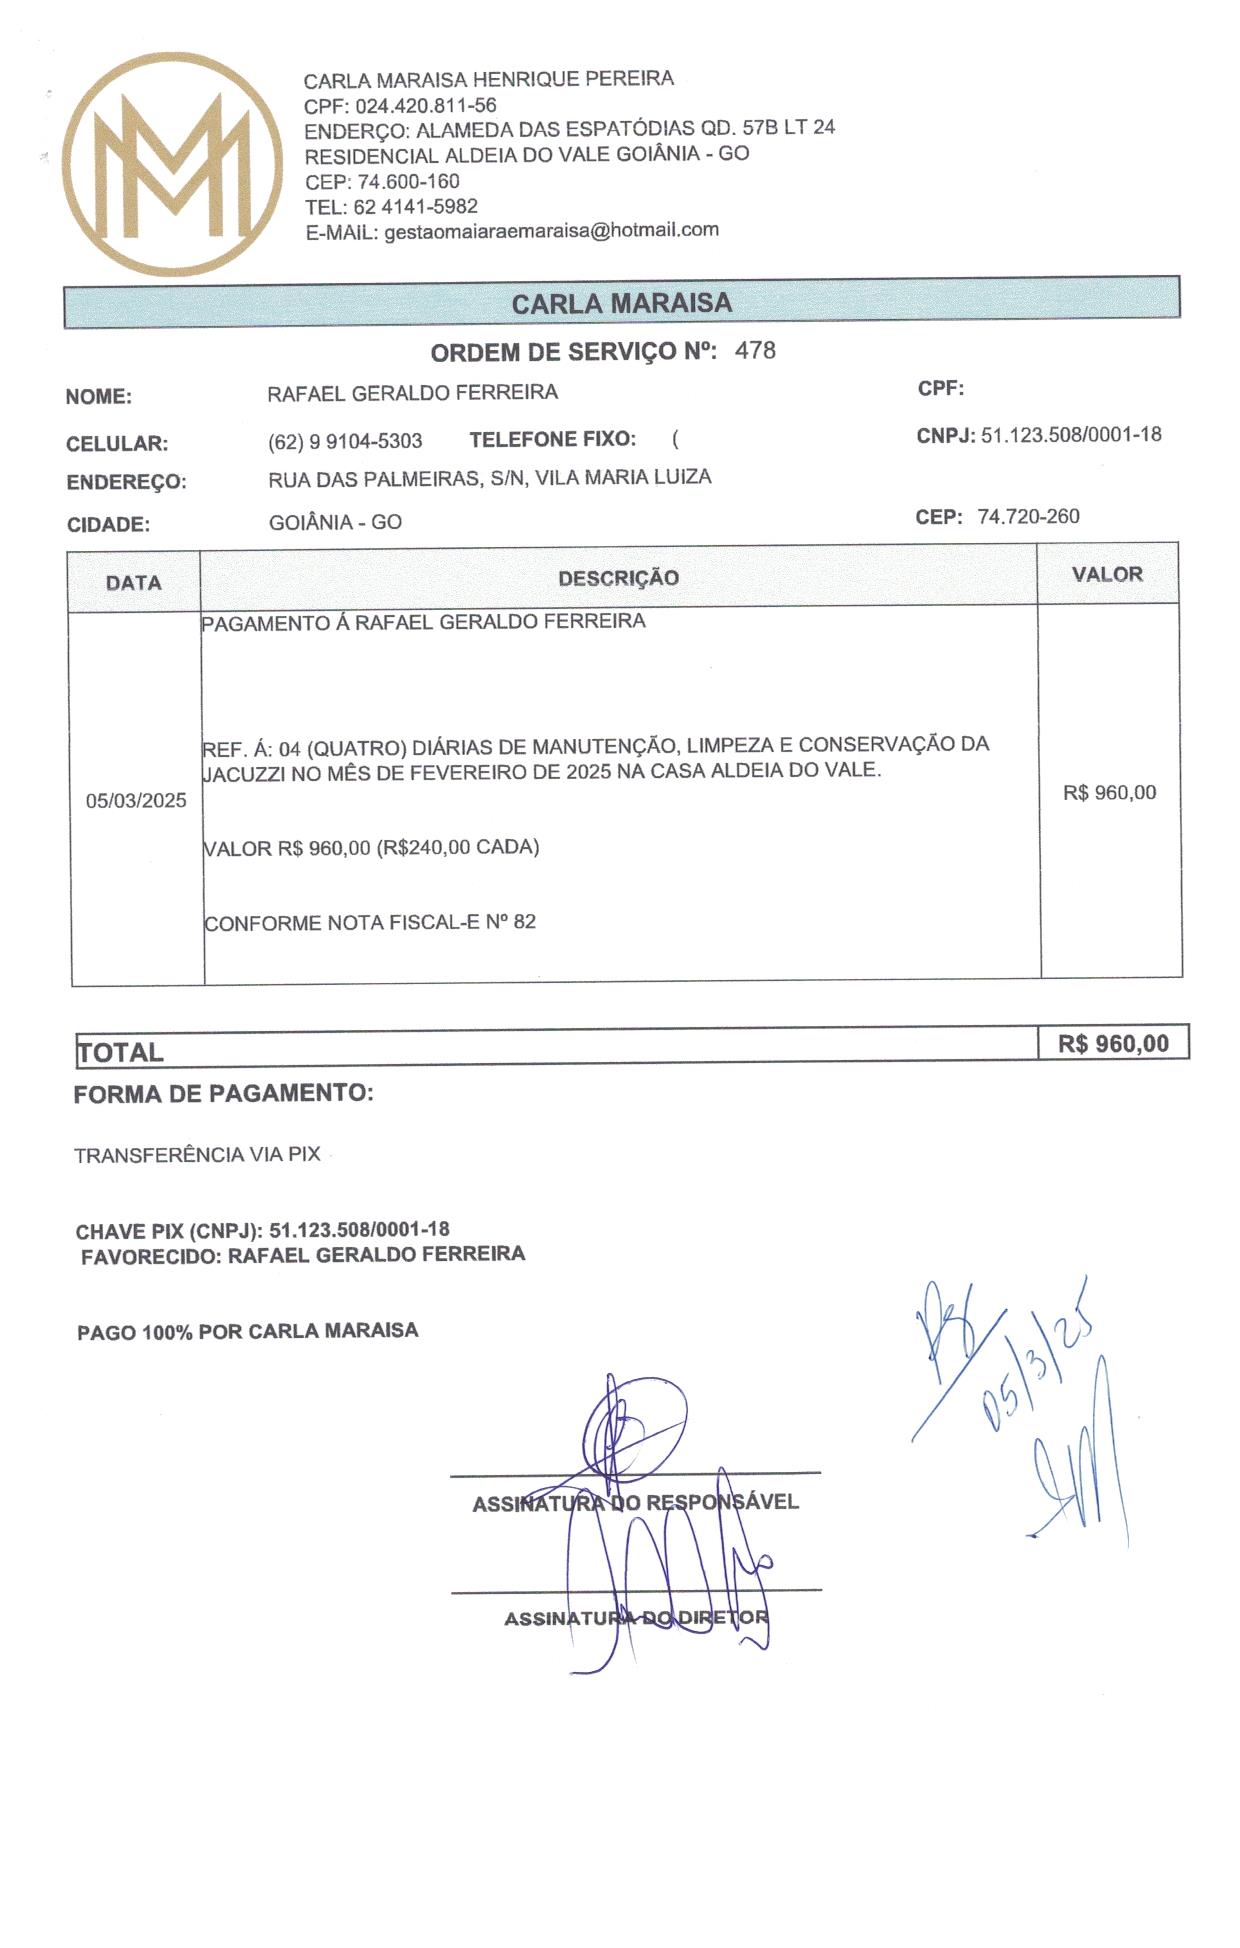 CARLA MARAISA HENRIQUE PEREIRA
CPF: 024.420.811-56
ENDERÇO: ALAMEDA DAS ESPATÓDIAS QD. 57B LT 24
RESIDENCIAL ALDEIA DO VALE GOIÂNIA - GO
CEP: 74.600-160
TEL: 62 4141-5982
E-MAIL: gestaomaiaraemaraisa@hotmail.com
CARLA MARAISA
ORDEM DE SERVIÇO Nº: 478
NOME: RAFAEL GERALDO FERREIRA CPF:
CELULAR: (62) 9 9104-5303 TELEFONE FIXO: ( CNPJ: 51.123.508/0001-18
ENDEREÇO: RUA DAS PALMEIRAS, S/N, VILA MARIA LUIZA
CIDADE: GOIÂNIA - GO CEP: 74.720-260
DATA DESCRIÇÃO VALOR
PAGAMENTO Á RAFAEL GERALDO FERREIRA
REF. Á: 04 (QUATRO) DIÁRIAS DE MANUTENÇÃO, LIMPEZA E CONSERVAÇÃO DA
JACUZZI NO MÊS DE FEVEREIRO DE 2025 NA CASA ALDEIA DO VALE.
05/03/2025 R$ 960,00
VALOR R$ 960,00 (R$240,00 CADA)
CONFORME NOTA FISCAL-E Nº 82
TOTAL R$ 960,00
FORMA DE PAGAMENTO:
TRANSFERÊNCIA VIA PIX
CHAVE PIX (CNPJ): 51.123.508/0001-18
FAVORECIDO: RAFAEL GERALDO FERREIRA
PAGO 100% POR CARLA MARAISA
05/3/25
ASSINATURA DO RESPONSÁVEL
ASSINATURA DO DIRETOR